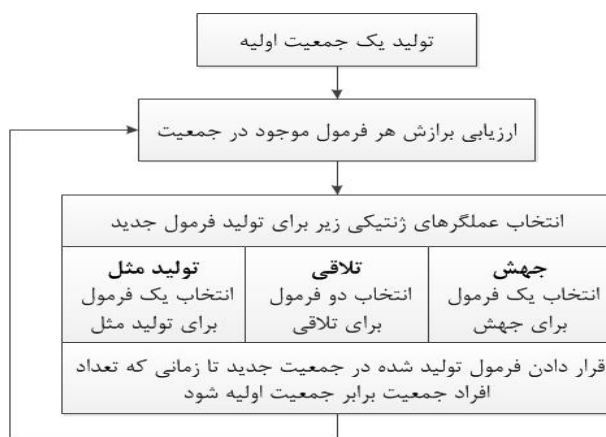 تولید یک جمعیت اولیه
ارزیابی برازش هر فرمول موجود در جمعیت
انتخاب عملگرهای ژنتیکی زیر برای تولید فرمول جدید
جهش
انتخاب یک فرمول
برای جهش
تلاقی
انتخاب دو فرمول
برای تلاقی
تولید مثل
انتخاب یک فرمول
برای تولید مثل
قرار دادن فرمول تولید شده در جمعیت جدید تا زمانی که تعداد
افراد جمعیت برابر جمعیت اولیه شود